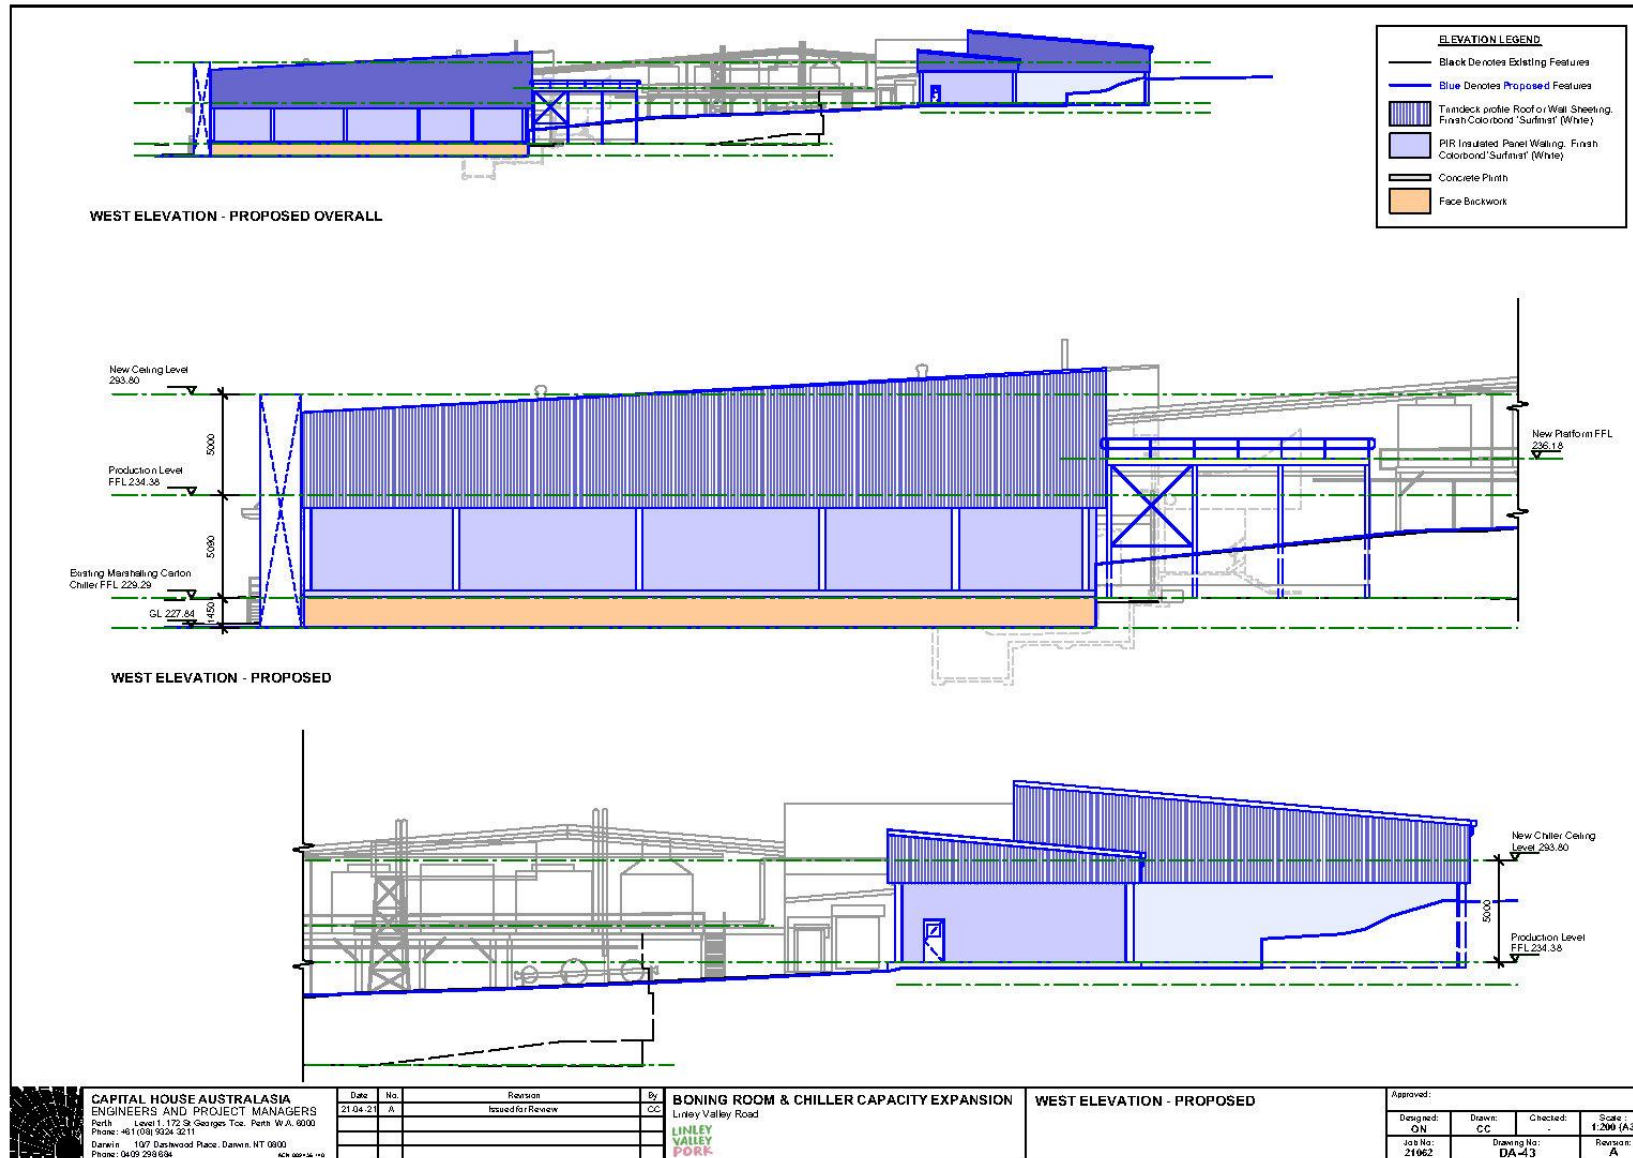 ELEVATION LEGEND
Black Denotes Existing Features
Blue Denotes Proposed Features
Trimdeck profile Roof or Wall Sheeting.
Finish Colorbond 'Surfmist' (White)
PIR Insulated Panel Walling. Finish
Colorbond 'Surfmist' (White)
Concrete Plinth
Face Brickwork
WEST ELEVATION - PROPOSED OVERALL
New Ceiling Level
293.80
5000
Production Level
FFL 234.38
5090
Existing Marshalling Carton
Chiller FFL 229.29
GL 227.84
1450
New Platform FFL
236.18
WEST ELEVATION - PROPOSED
New Chiller Ceiling
Level 293.80
5000
Production Level
FFL 234.38
CAPITAL HOUSE AUSTRALASIA
ENGINEERS AND PROJECT MANAGERS
Perth Level 1, 172 St Georges Tce. Perth W.A. 6000
Phone: +61 (08) 9324 3211
Darwin 10/7 Dashwood Place. Darwin. NT 0800
Phone: 0409 298 684
Date No. Revision By
21-04-21 A Issued for Review CC
BONING ROOM & CHILLER CAPACITY EXPANSION
Linley Valley Road
LINLEY
VALLEY
PORK
WEST ELEVATION - PROPOSED
Approved:
Designed: Drawn: Checked: Scale :
ON CC - 1:200 (A3
Job No: Drawing No: Revision:
21062 DA-43 A